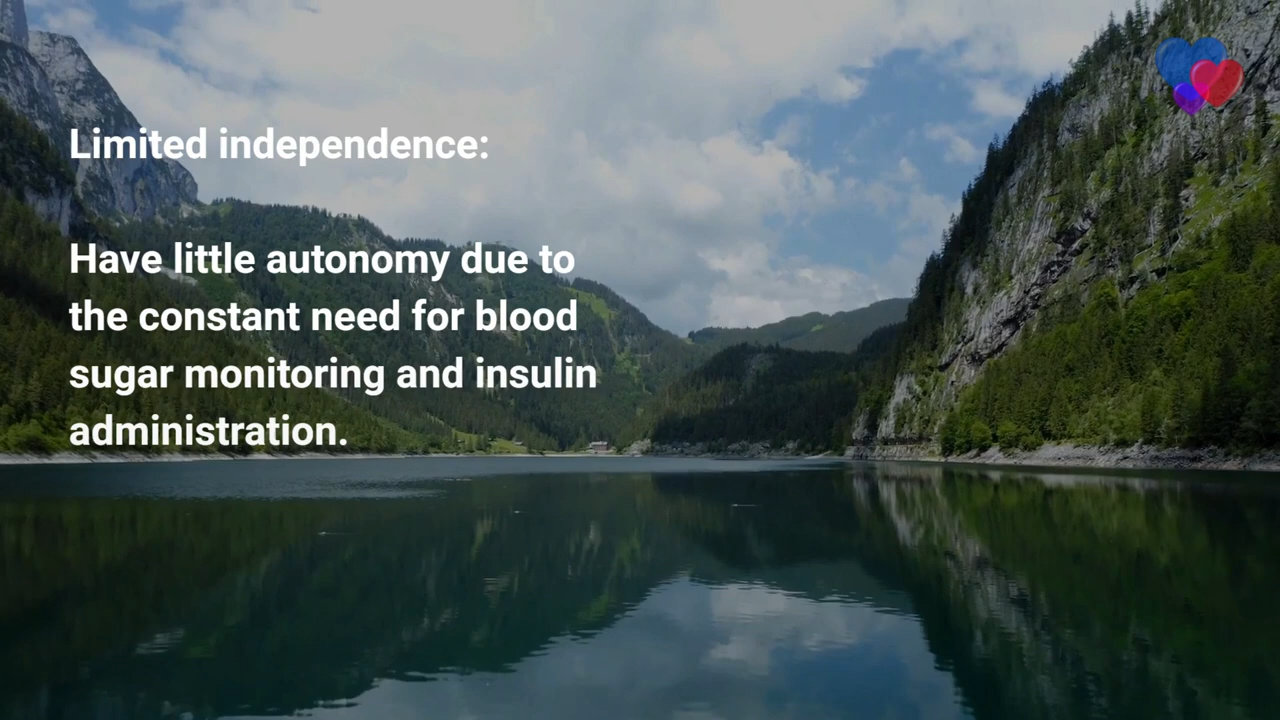 Limited independence:
Have little autonomy due to
the constant need for blood
sugar monitoring and insulin
administration.